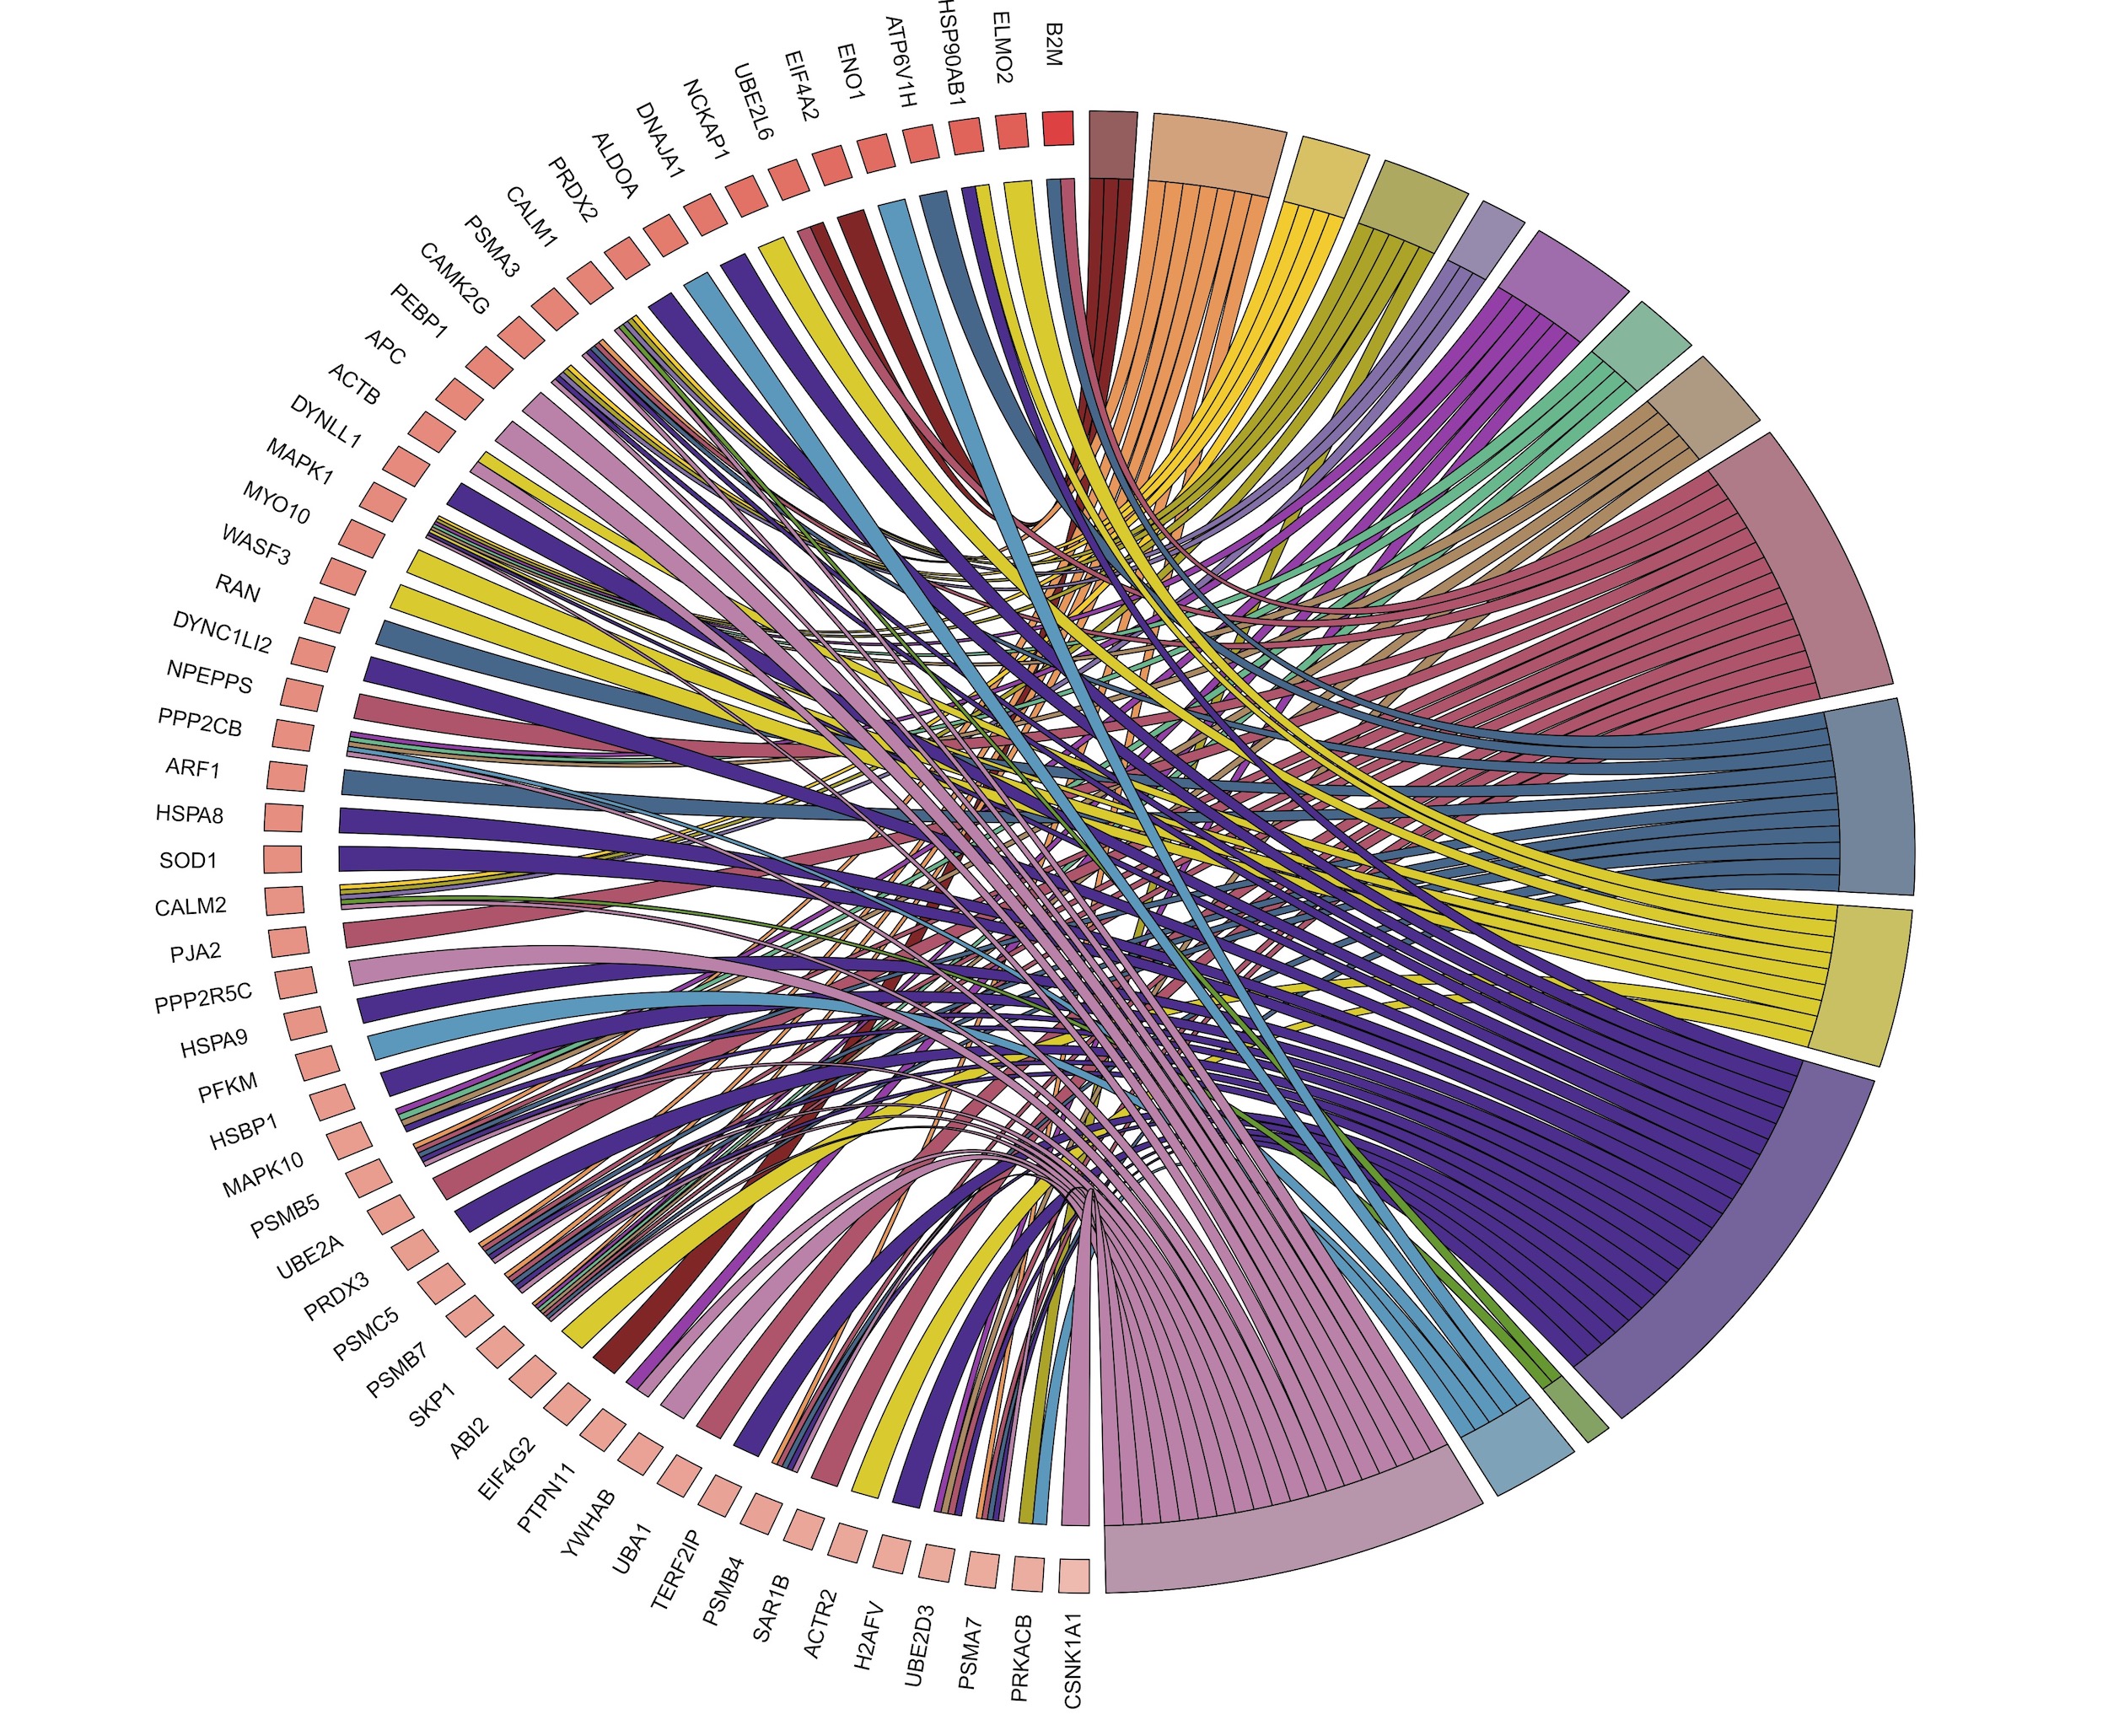 B2M
ELMO2
HSP90AB1
ATP6V1H
ENO1
EIF4A2
UBE2L6
NCKAP1
DNAJA1
ALDOA
PRDX2
CALM1
PSMA3
CAMK2G
PEBP1
APC
ACTB
DYNLL1
MAPK1
MYO10
WASF3
RAN
DYNC1LI2
NPEPPS
PPP2CB
ARF1
HSPA8
SOD1
CALM2
PJA2
PPP2R5C
HSPA9
PFKM
HSBP1
MAPK10
PSMB5
UBE2A
PRDX3
PSMC5
PSMB7
SKP1
ABI2
EIF4G2
PTPN11
YWHAB
UBA1
TERF2IP
PSMB4
SAR1B
ACTR2
H2AFV
UBE2D3
PSMA7
PRKACB
CSNK1A1